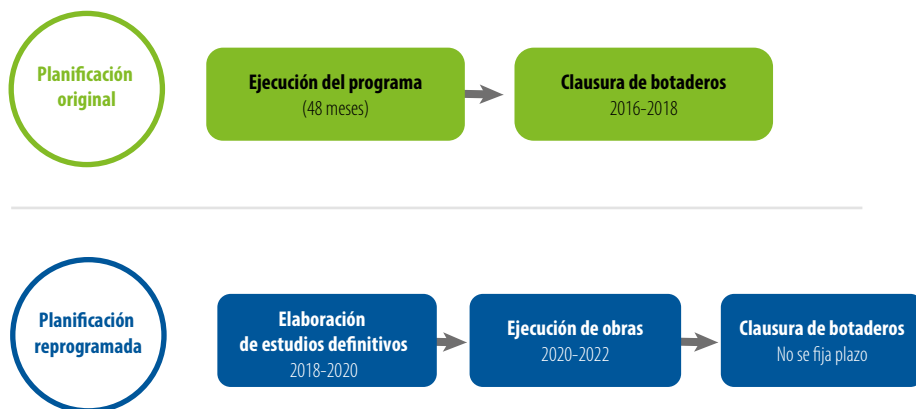 Planificación
original
Ejecución del programa
(48 meses)
Clausura de botaderos
2016-2018
Planificación
reprogramada
Elaboración
de estudios definitivos
2018-2020
Ejecución de obras
2020-2022
Clausura de botaderos
No se fija plazo